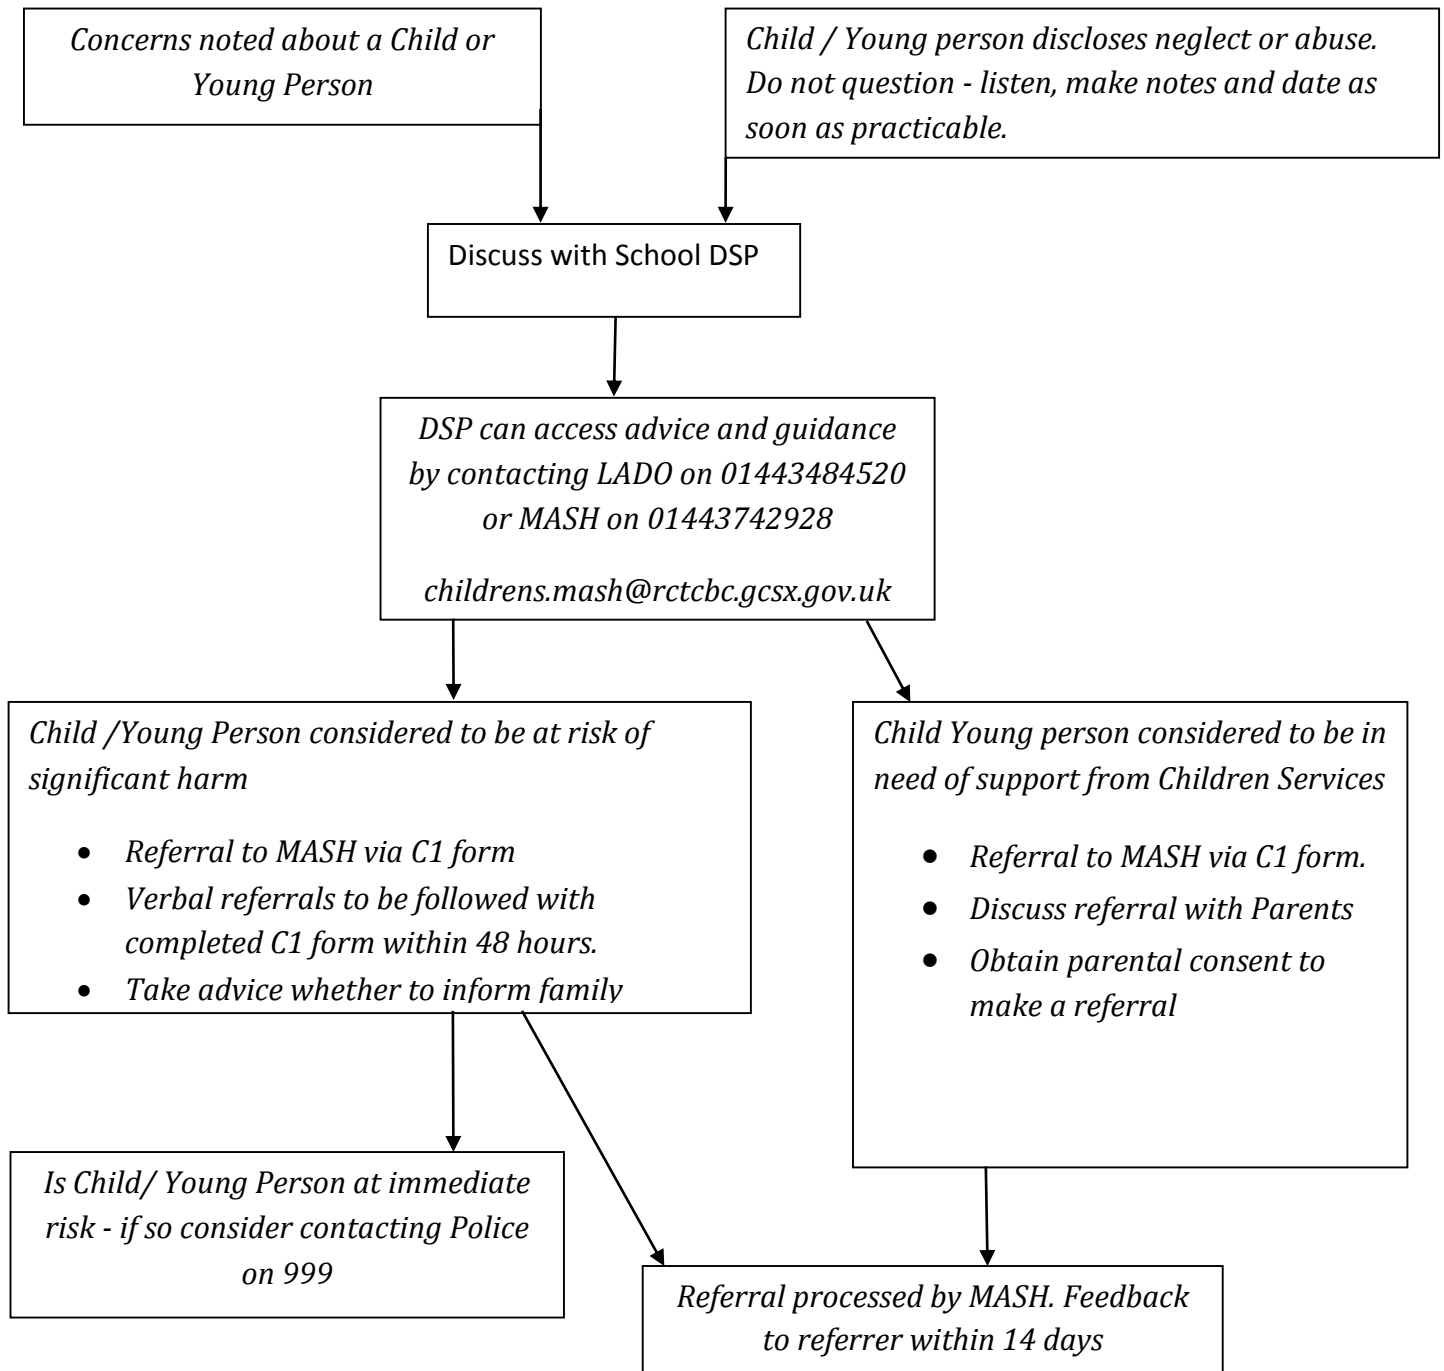 Concerns noted about a Child or
Young Person
Child / Young person discloses neglect or abuse.
Do not question - listen, make notes and date as
soon as practicable.
Discuss with School DSP
DSP can access advice and guidance
by contacting LADO on 01443484520
or MASH on 01443742928
childrens.mash@rctcbc.gcsx.gov.uk
Child /Young Person considered to be at risk of
significant harm
• Referral to MASH via C1 form
• Verbal referrals to be followed with
completed C1 form within 48 hours.
• Take advice whether to inform family
Child Young person considered to be in
need of support from Children Services
• Referral to MASH via C1 form.
• Discuss referral with Parents
• Obtain parental consent to
make a referral
Is Child/ Young Person at immediate
risk - if so consider contacting Police
on 999
Referral processed by MASH. Feedback
to referrer within 14 days